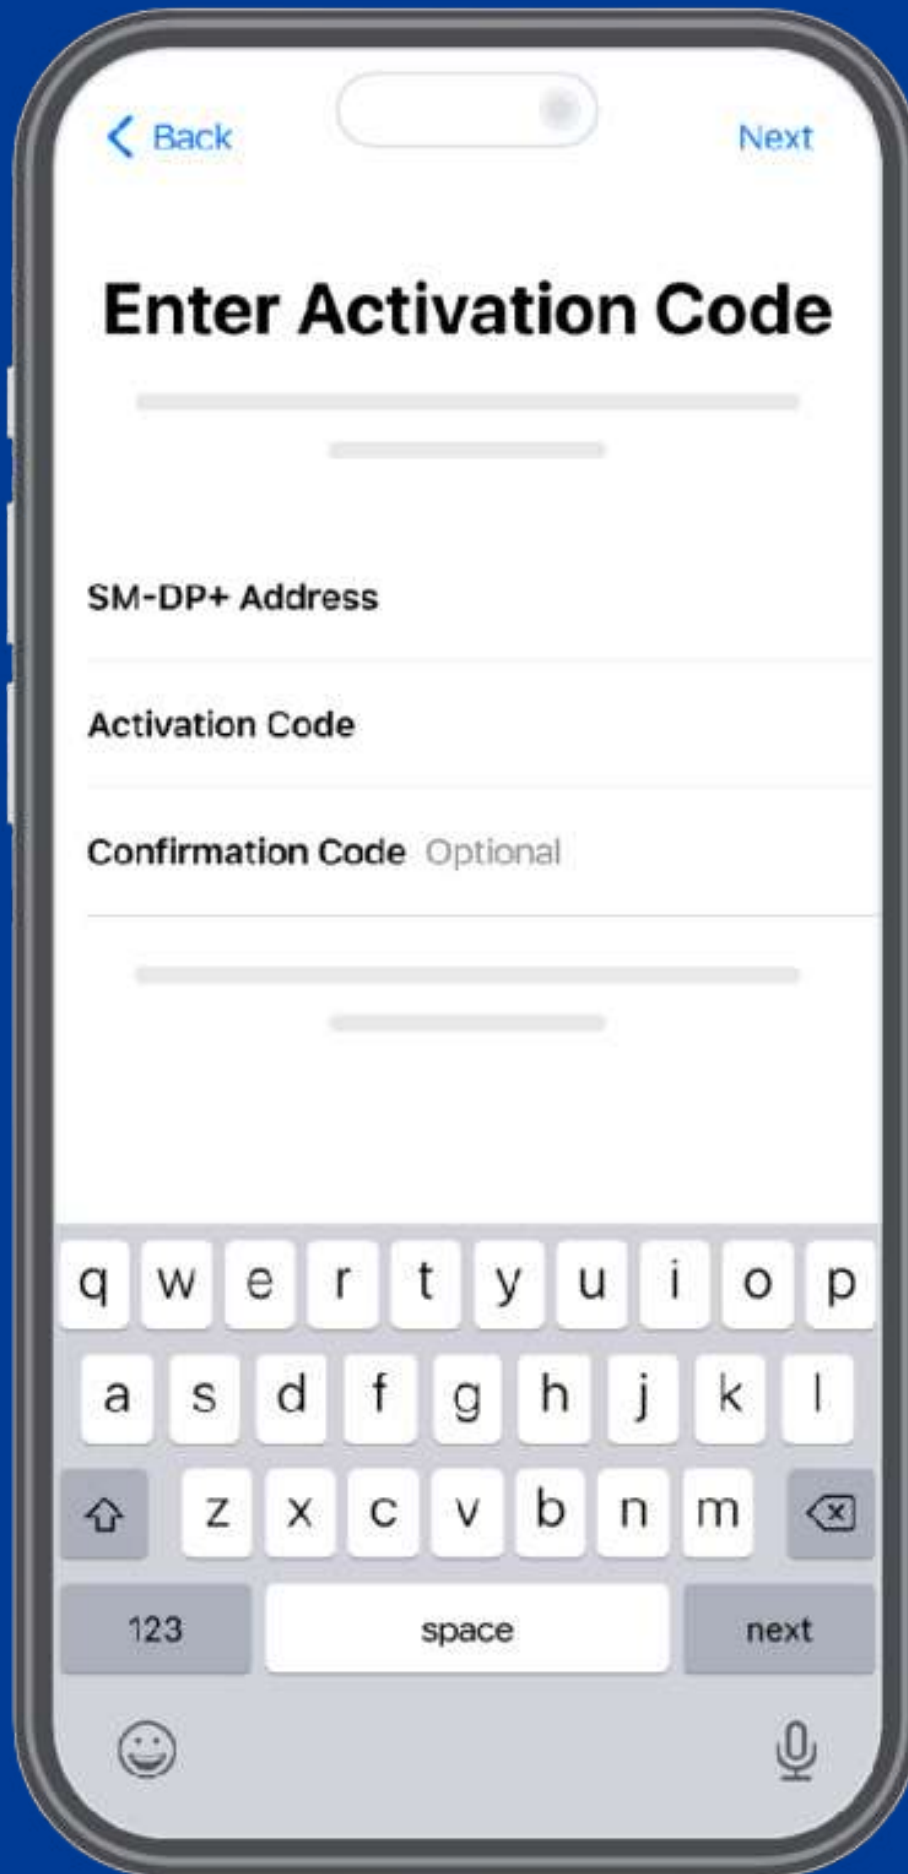 Back
Next
Enter Activation Code
SM-DP+ Address
Activation Code
Confirmation Code Optional
q w e r t y u i o p
a s d f g h j k l
z x c v b n m
123 space next